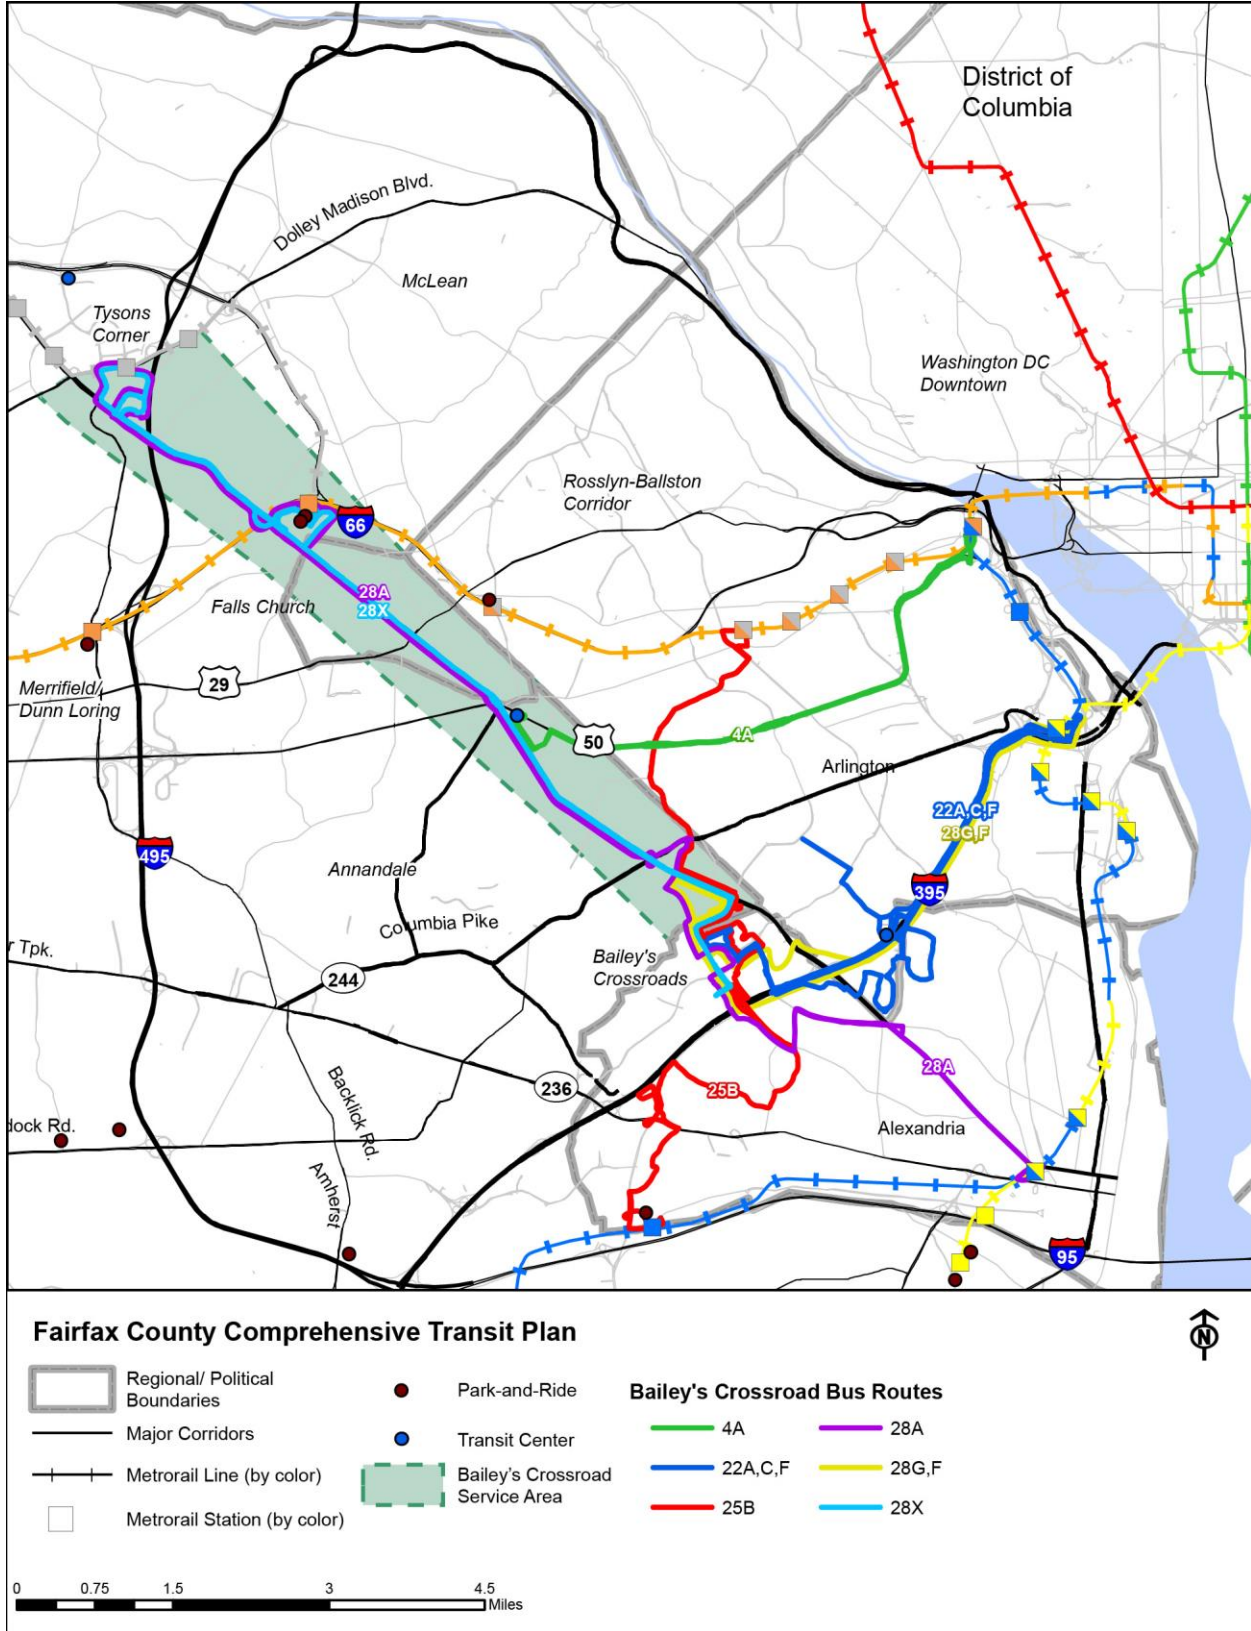 District of
Columbia
Dolley Madison Blvd.
McLean
Tysons
Corner
Washington DC
Downtown
Rosslyn-Ballston
Corridor
66
28A
28X
Falls Church
Merrifield/
Dunn Loring
29
50
4A
Arlington
22A,C,F
28G,F
495
Annandale
395
Columbia Pike
r Tpk.
244
Bailey's
Crossroads
28A
236
25B
Backlick Rd.
dock Rd.
Alexandria
Amherst
95
Fairfax County Comprehensive Transit Plan
N
Regional/ Political
Boundaries
Major Corridors
Metrorail Line (by color)
Metrorail Station (by color)
Park-and-Ride
Transit Center
Bailey's Crossroad
Service Area
Bailey's Crossroad Bus Routes
4A
28A
22A,C,F
28G,F
25B
28X
0 0.75 1.5 3 4.5
Miles